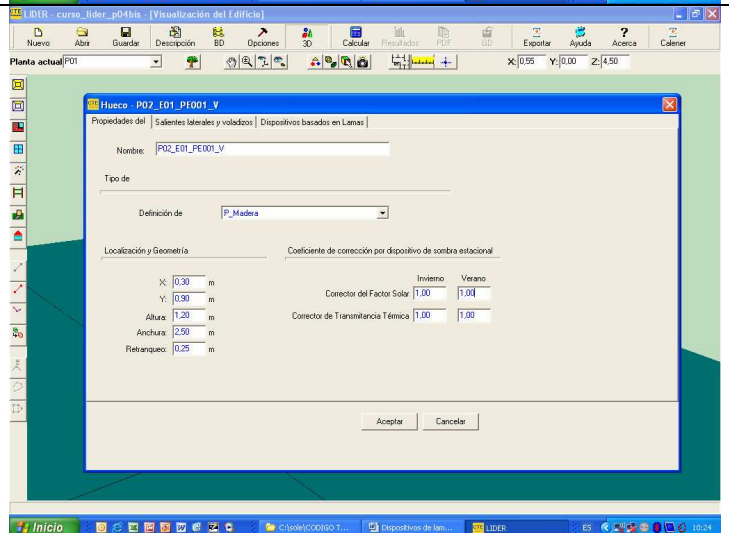 LIDER - curso_lider_p04bis - [Visualización del Edificio]
Nuevo Abrir Guardar Descripción BD Opciones 3D Calcular Resultados PDF GD Exportar Ayuda Acerca Calener
Planta actual P01 X: 0,55 Y: 0,00 Z: 4,50
CTE Hueco - P02_E01_PE001_V
Propiedades del Salientes laterales y voladizos Dispositivos basados en Lamas
Nombre: P02_E01_PE001_V
Tipo de
Definición de P_Madera
Localización y Geometría Coeficiente de corrección por dispositivo de sombra estacional
Invierno Verano
X: 0,30 m
Corrector del Factor Solar 1,00 1,00
Y: 0,90 m
Altura: 1,20 m
Corrector de Transmitancia Térmica 1,00 1,00
Anchura: 2,50 m
Retranqueo: 0,25 m
Aceptar Cancelar
Inicio C:\sole\CODIGO T... Dispositivos de lam... CTE LIDER ES 10:24